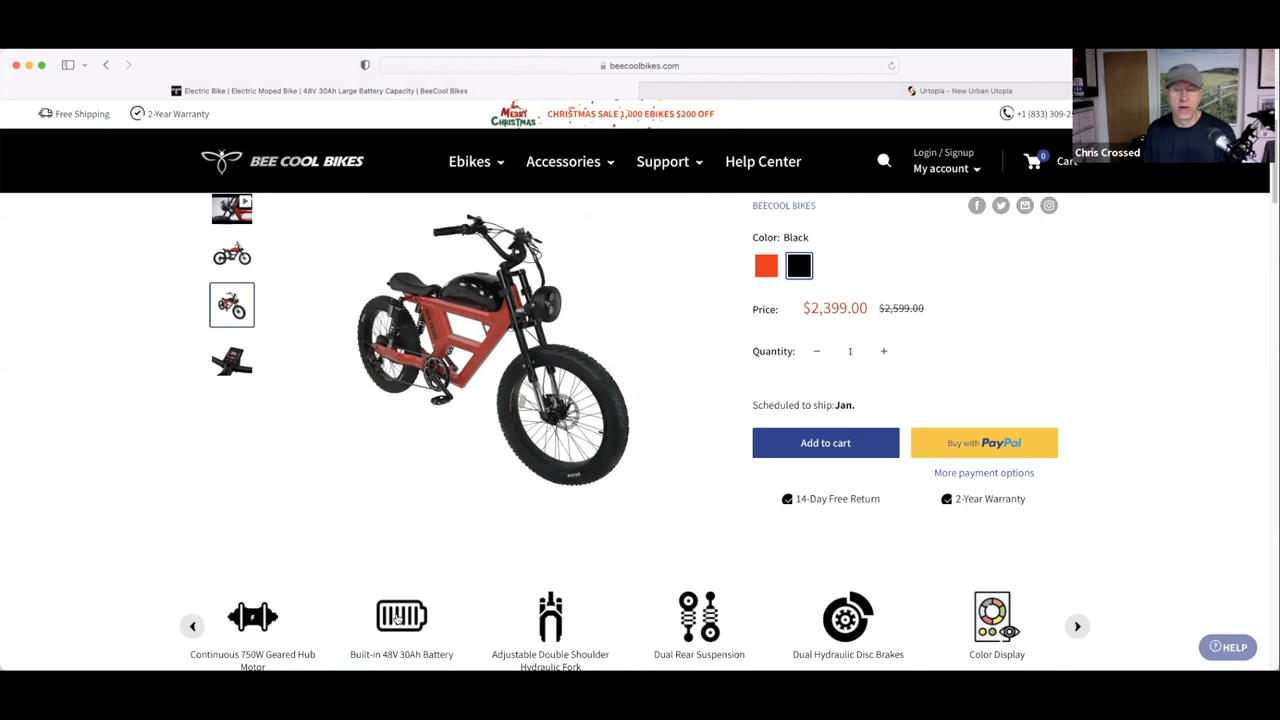 beecoolbikes.com
Electric Bike | Electric Moped Bike | 48V 30Ah Large Battery Capacity | BeeCool Bikes
Urtopia - New Urban Utopia
Free Shipping
2-Year Warranty
MERRY CHRISTMAS
CHRISTMAS SALE 1,000 EBIKES $200 OFF
+1 (833) 309-2
Chris Crossed
BEE COOL BIKES
Ebikes
Accessories
Support
Help Center
Login / Signup
My account
0
Cart
BEECOOL BIKES
Color: Black
Price: $2,399.00 $2,599.00
Quantity: − 1 +
Scheduled to ship:Jan.
Add to cart
Buy with PayPal
More payment options
14-Day Free Return
2-Year Warranty
Continuous 750W Geared Hub
Motor
Built-in 48V 30Ah Battery
Adjustable Double Shoulder
Hydraulic Fork
Dual Rear Suspension
Dual Hydraulic Disc Brakes
Color Display
HELP